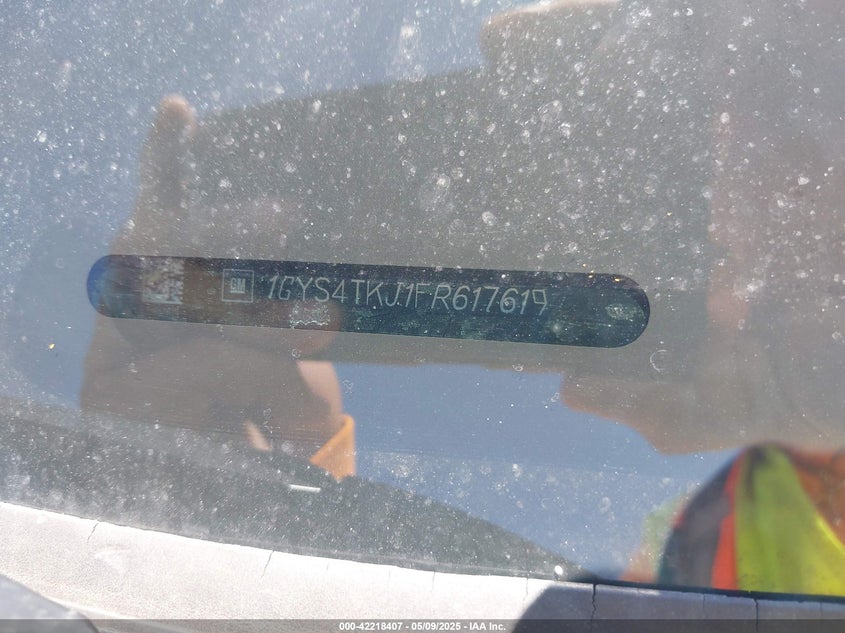 GM 1GYS4TKJ1FR617619
000-42218407 - 05/09/2025 - IAA Inc.